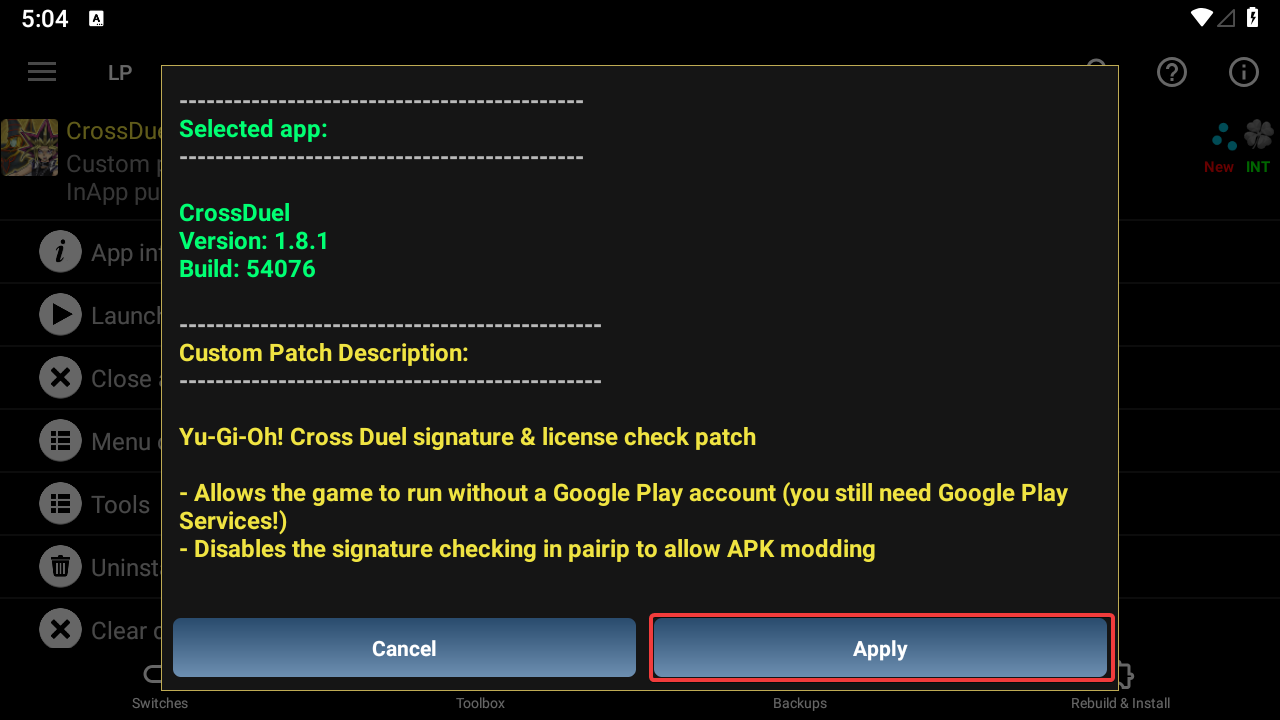 5:04
A
LP
--------------------------------------------
Selected app:
--------------------------------------------
CrossDuel
Version: 1.8.1
Build: 54076
----------------------------------------------
Custom Patch Description:
----------------------------------------------
Yu-Gi-Oh! Cross Duel signature & license check patch
- Allows the game to run without a Google Play account (you still need Google Play
Services!)
- Disables the signature checking in pairip to allow APK modding
Cancel
Apply
CrossDue
Custom p
InApp pu
New
INT
App inf
Launch
Close a
Menu o
Tools
Uninsta
Clear d
Switches
Toolbox
Backups
Rebuild & Install